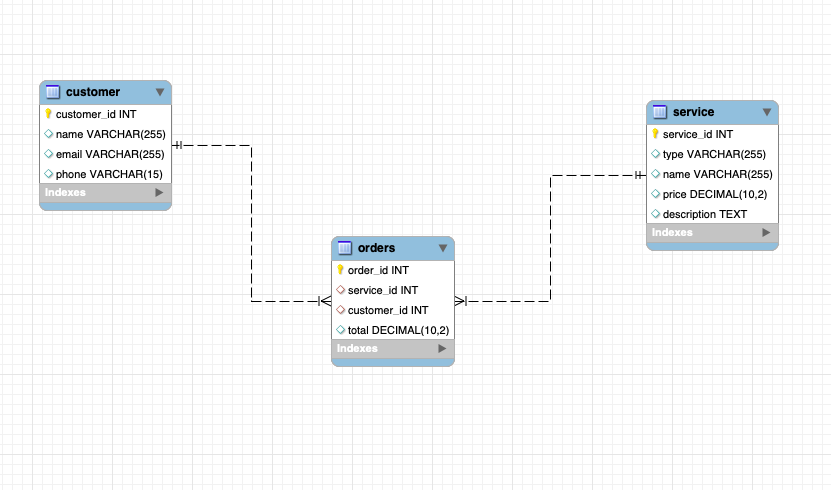 customer
customer_id INT
name VARCHAR(255)
email VARCHAR(255)
phone VARCHAR(15)
Indexes
service
service_id INT
type VARCHAR(255)
name VARCHAR(255)
price DECIMAL(10,2)
description TEXT
Indexes
orders
order_id INT
service_id INT
customer_id INT
total DECIMAL(10,2)
Indexes